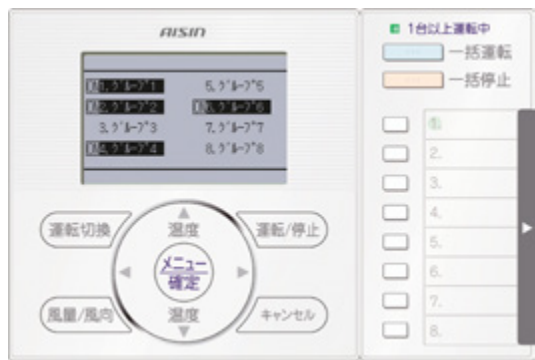 AISIN
1.グループ1
2.グループ2
3.グループ3
4.グループ4
5.グループ5
6.グループ6
7.グループ7
8.グループ8
運転切換
温度
運転/停止
メニュー
確定
風量/風向
温度
キャンセル
1台以上運転中
一括運転
一括停止
1.
2.
3.
4.
5.
6.
7.
8.